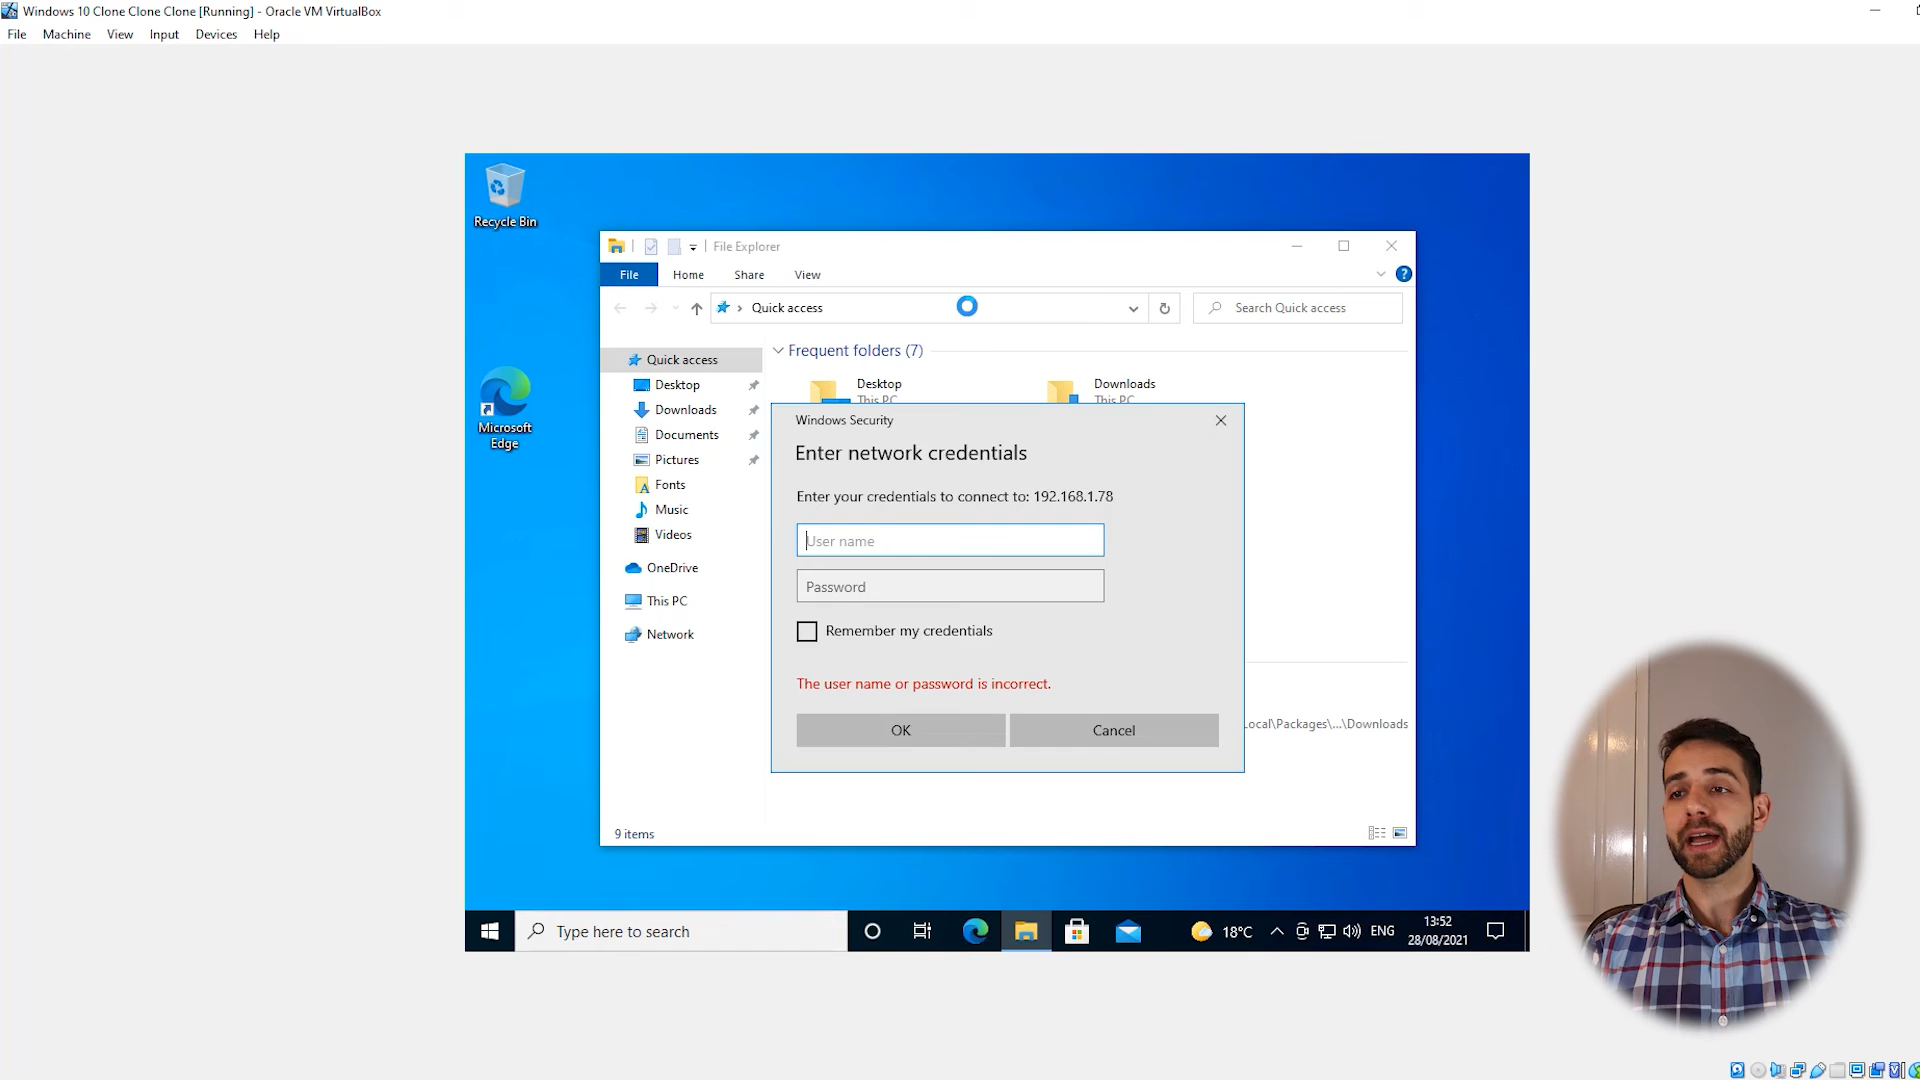 Windows 10 Clone Clone Clone [Running] - Oracle VM VirtualBox
File Machine View Input Devices Help
Recycle Bin
Microsoft
Edge
File Explorer
File Home Share View
Quick access
Search Quick access
Quick access
Desktop
Downloads
Documents
Pictures
Fonts
Music
Videos
OneDrive
This PC
Network
Frequent folders (7)
Desktop
This PC
Downloads
This PC
Windows Security
Enter network credentials
Enter your credentials to connect to: 192.168.1.78
User name
Password
Remember my credentials
The user name or password is incorrect.
OK Cancel
Local\Packages\...\Downloads
9 items
Type here to search
18°C
ENG
13:52
28/08/2021